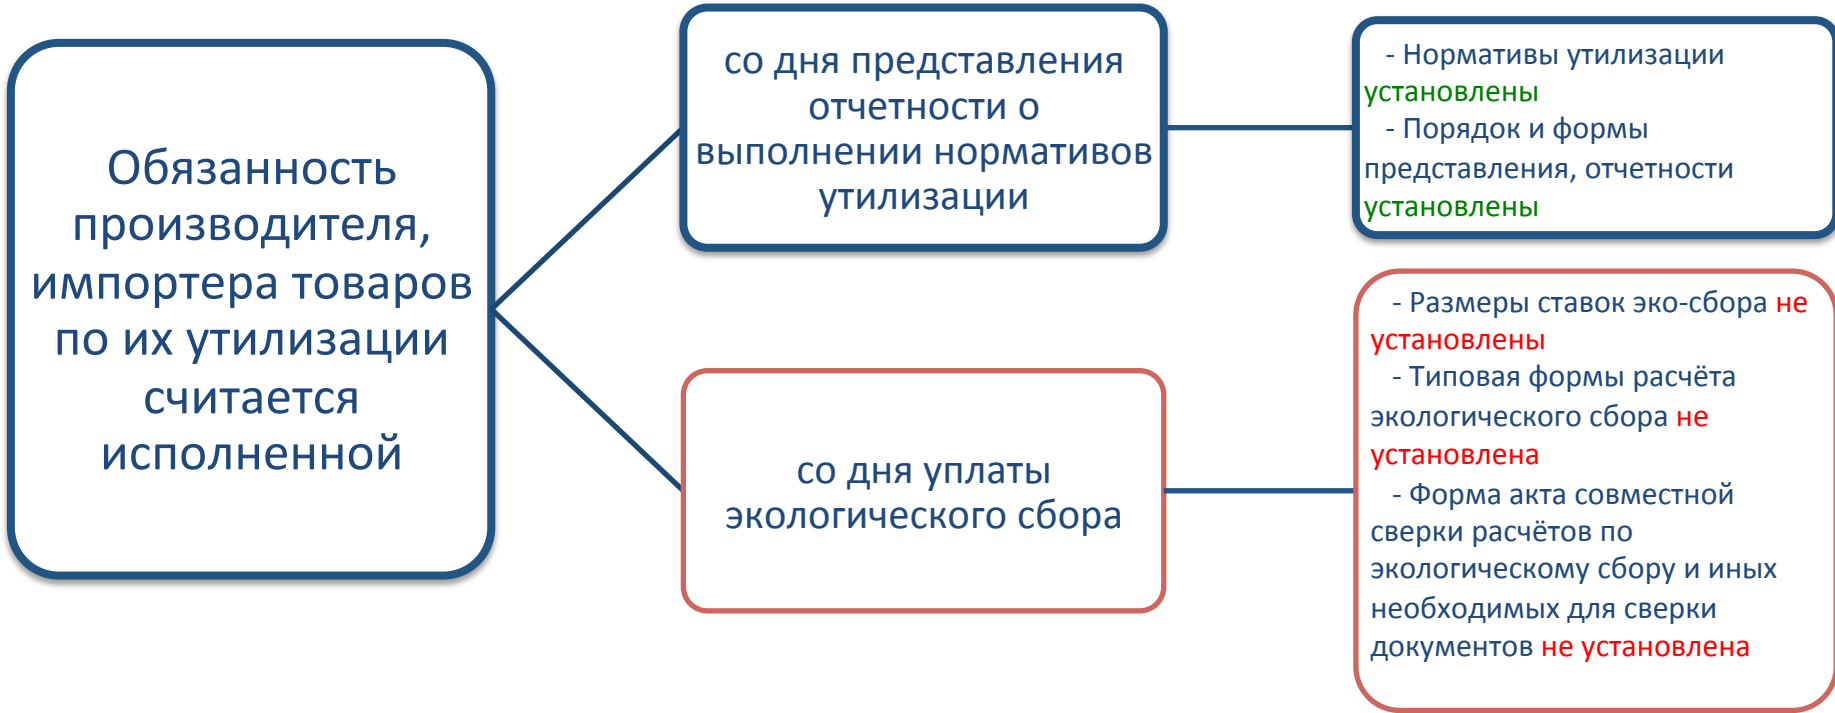 Обязанность
производителя,
импортера товаров
по их утилизации
считается
исполненной
со дня представления
отчетности о
выполнении нормативов
утилизации
- Нормативы утилизации
установлены
- Порядок и формы
представления, отчетности
установлены
со дня уплаты
экологического сбора
- Размеры ставок эко-сбора не
установлены
- Типовая формы расчёта
экологического сбора не
установлена
- Форма акта совместной
сверки расчётов по
экологическому сбору и иных
необходимых для сверки
документов не установлена